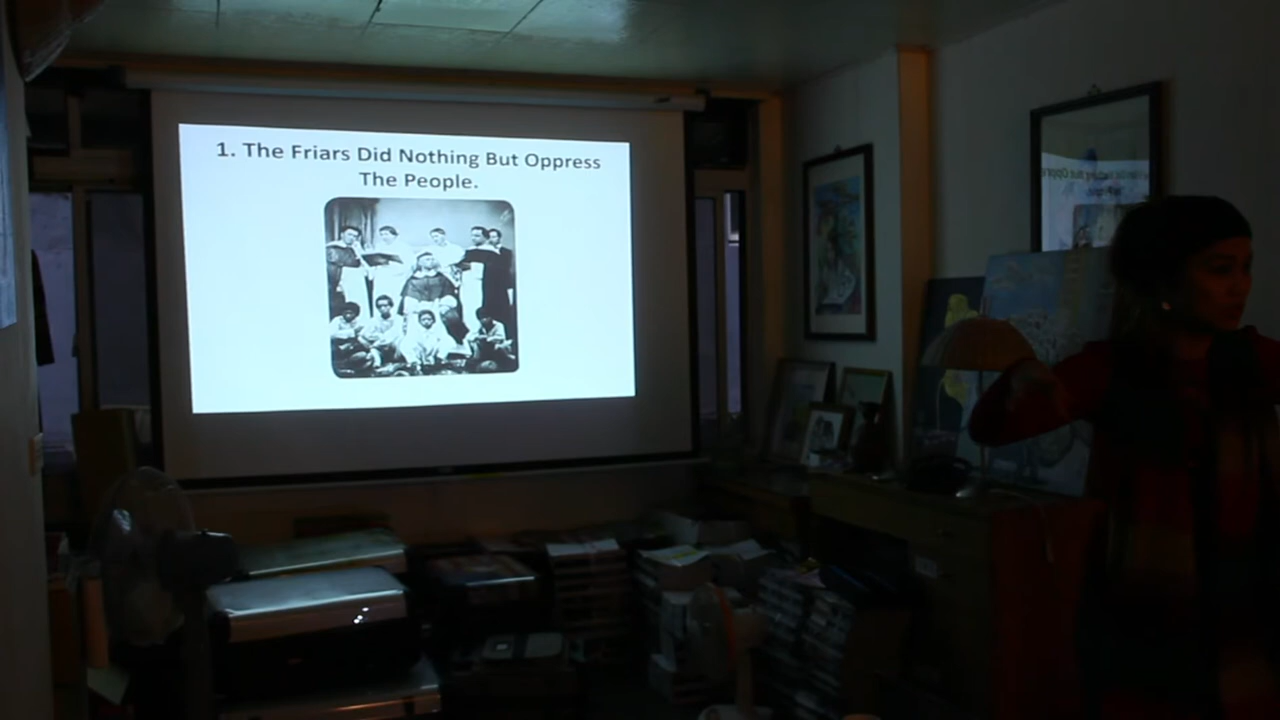 1. The Friars Did Nothing But Oppress
The People.